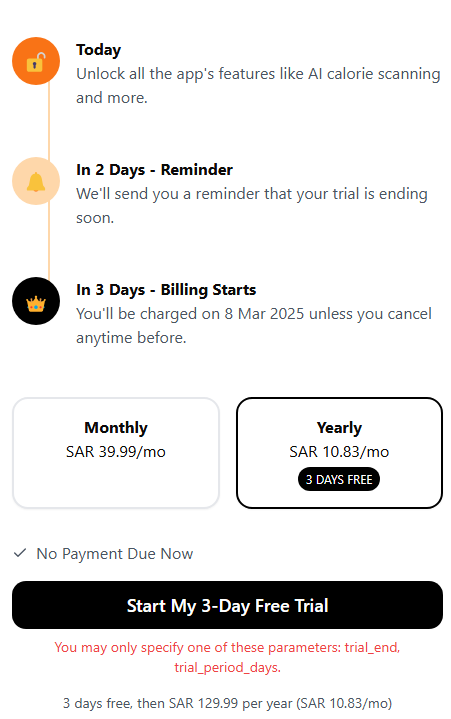 Today
Unlock all the app's features like AI calorie scanning
and more.
In 2 Days - Reminder
We'll send you a reminder that your trial is ending
soon.
In 3 Days - Billing Starts
You'll be charged on 8 Mar 2025 unless you cancel
anytime before.
Monthly
SAR 39.99/mo
Yearly
SAR 10.83/mo
3 DAYS FREE
No Payment Due Now
Start My 3-Day Free Trial
You may only specify one of these parameters: trial_end,
trial_period_days.
3 days free, then SAR 129.99 per year (SAR 10.83/mo)